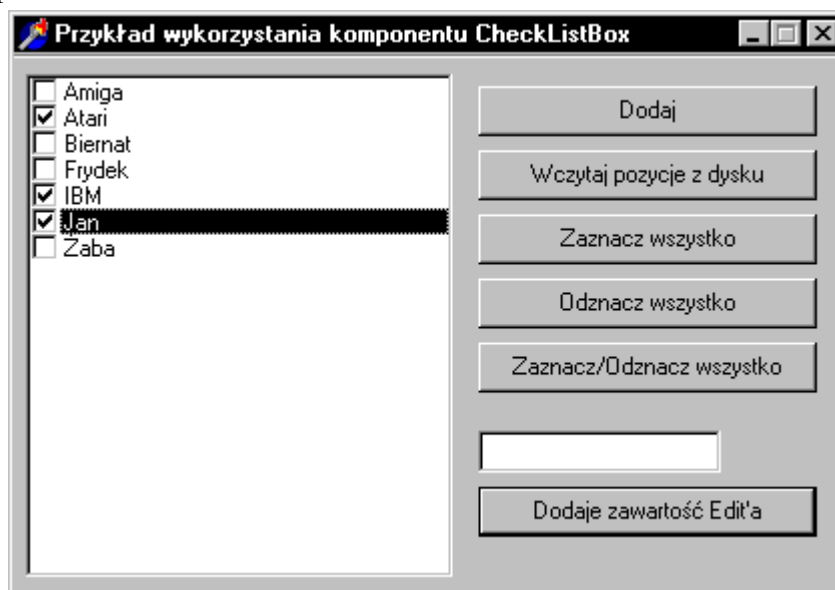 Przykład wykorzystania komponentu CheckListBox
Amiga
Atari
Biernat
Frydek
IBM
Jan
Żaba
Dodaj
Wczytaj pozycje z dysku
Zaznacz wszystko
Odznacz wszystko
Zaznacz/Odznacz wszystko
Dodaje zawartość Edit'a